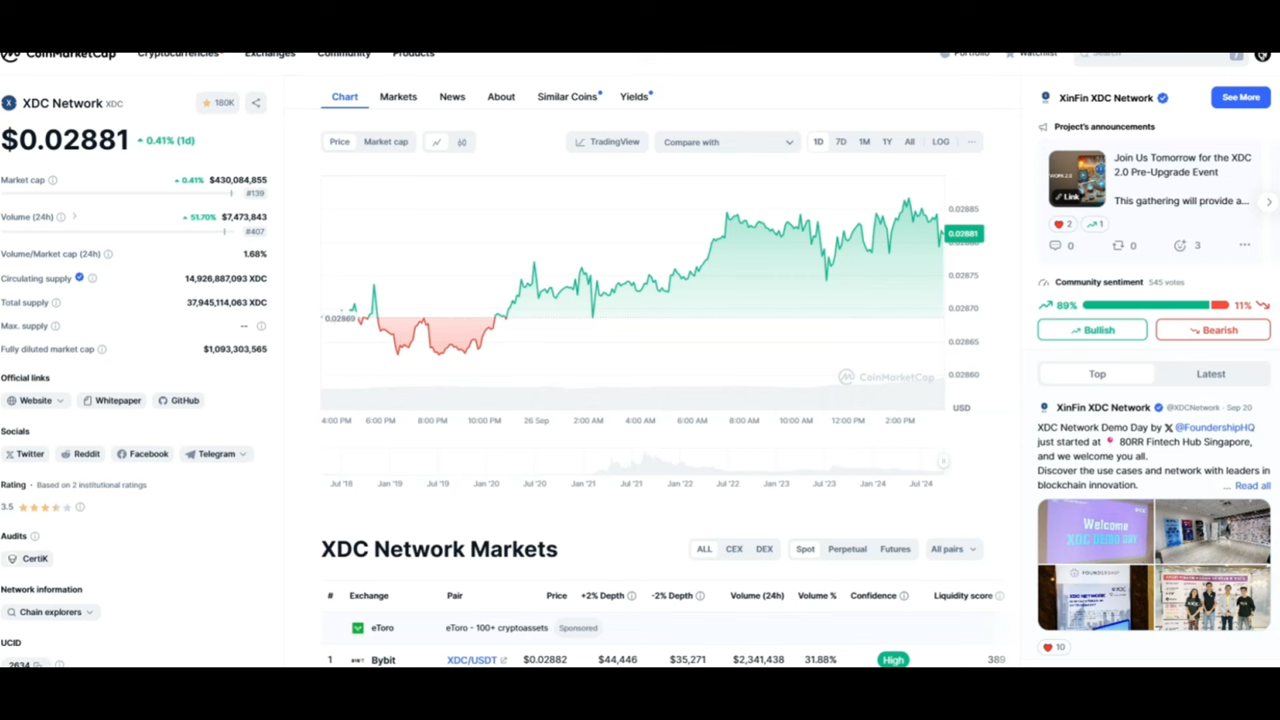 CoinMarketCap Cryptocurrencies Exchanges Community Products Portfolio Watchlist Search
XDC Network XDC
180K
$0.02881 0.41% (1d)
Market cap 0.41% $430,084,855
#139
Volume (24h) 51.70% $7,473,843
#407
Volume/Market cap (24h) 1.68%
Circulating supply 14,926,887,093 XDC
Total supply 37,945,114,063 XDC
Max. supply --
Fully diluted market cap $1,093,303,565
Official links
Website Whitepaper GitHub
Socials
Twitter Reddit Facebook Telegram
Rating · Based on 2 institutional ratings
3.5
Audits
CertiK
Network information
Chain explorers
UCID
2634
Chart Markets News About Similar Coins Yields
Price Market cap TradingView Compare with 1D 7D 1M 1Y All LOG ...
0.02885
0.02881
0.02875
0.02870
0.02869
0.02865
0.02860
CoinMarketCap
USD
4:00 PM 6:00 PM 8:00 PM 10:00 PM 26 Sep 2:00 AM 4:00 AM 6:00 AM 8:00 AM 10:00 AM 12:00 PM 2:00 PM
Jul '18 Jan '19 Jul '19 Jan '20 Jul '20 Jan '21 Jul '21 Jan '22 Jul '22 Jan '23 Jul '23 Jan '24 Jul '24
XDC Network Markets
ALL CEX DEX Spot Perpetual Futures All pairs
# Exchange Pair Price +2% Depth -2% Depth Volume (24h) Volume % Confidence Liquidity score
eToro eToro - 100+ cryptoassets Sponsored
1 Bybit XDC/USDT $0.02882 $44,446 $35,271 $2,341,438 31.88% High 389
XinFin XDC Network See More
Project's announcements
Join Us Tomorrow for the XDC
2.0 Pre-Upgrade Event
This gathering will provide a...
WORK 2.0
Link
2 1
0 0 3 ...
Community sentiment 545 votes
89% 11%
Bullish Bearish
Top Latest
XinFin XDC Network @XDCNetwork · Sep 20
XDC Network Demo Day by X @FoundershipHQ
just started at 80RR Fintech Hub Singapore,
and we welcome you all.
Discover the use cases and network with leaders in
blockchain innovation. ... Read all
Welcome
XDC DEMO DAY
FOUNDERSHIP
XDC NETWORK
10